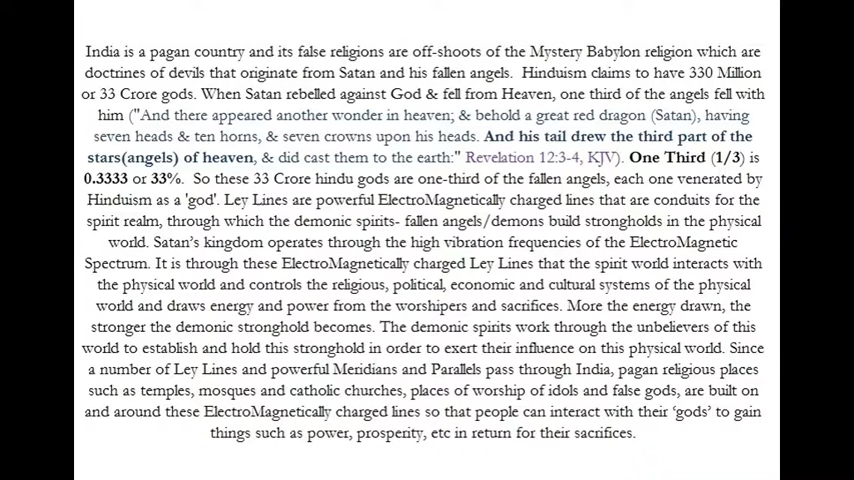 India is a pagan country and its false religions are off-shoots of the Mystery Babylon religion which are
doctrines of devils that originate from Satan and his fallen angels.  Hinduism claims to have 330 Million
or 33 Crore gods. When Satan rebelled against God & fell from Heaven, one third of the angels fell with
him ("And there appeared another wonder in heaven; & behold a great red dragon (Satan), having
seven heads & ten horns, & seven crowns upon his heads. And his tail drew the third part of the
stars(angels) of heaven, & did cast them to the earth:" Revelation 12:3-4, KJV). One Third (1/3) is
0.3333 or 33%.  So these 33 Crore hindu gods are one-third of the fallen angels, each one venerated by
Hinduism as a 'god'. Ley Lines are powerful ElectroMagnetically charged lines that are conduits for the
spirit realm, through which the demonic spirits- fallen angels/demons build strongholds in the physical
world. Satan's kingdom operates through the high vibration frequencies of the ElectroMagnetic
Spectrum. It is through these ElectroMagnetically charged Ley Lines that the spirit world interacts with
the physical world and controls the religious, political, economic and cultural systems of the physical
world and draws energy and power from the worshipers and sacrifices. More the energy drawn, the
stronger the demonic stronghold becomes. The demonic spirits work through the unbelievers of this
world to establish and hold this stronghold in order to exert their influence on this physical world. Since
a number of Ley Lines and powerful Meridians and Parallels pass through India, pagan religious places
such as temples, mosques and catholic churches, places of worship of idols and false gods, are built on
and around these ElectroMagnetically charged lines so that people can interact with their 'gods' to gain
things such as power, prosperity, etc in return for their sacrifices.